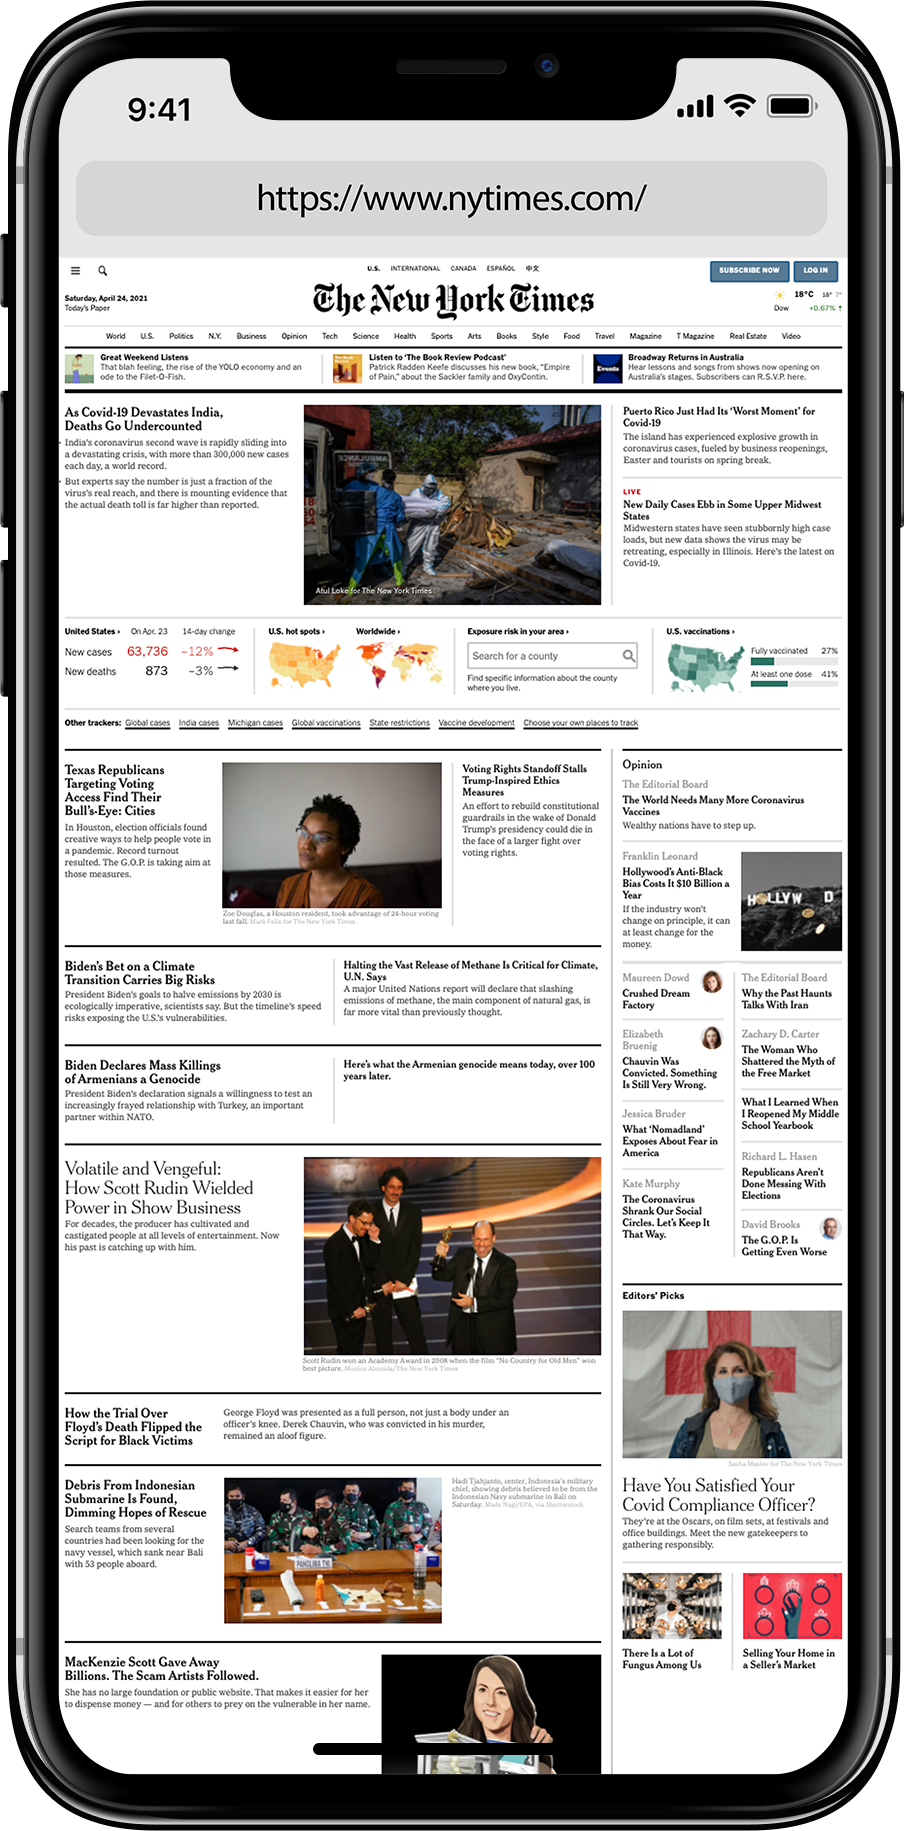 9:41
https://www.nytimes.com/
U.S. INTERNATIONAL CANADA ESPAÑOL 中文
SUBSCRIBE NOW LOG IN
Saturday, April 24, 2021
Today's Paper
The New York Times
18°C 18° 7°
Dow +0.67% ↑
World U.S. Politics N.Y. Business Opinion Tech Science Health Sports Arts Books Style Food Travel Magazine T Magazine Real Estate Video
Great Weekend Listens
That blah feeling, the rise of the YOLO economy and an
ode to the Filet-O-Fish.
Listen to 'The Book Review Podcast'
Patrick Radden Keefe discusses his new book, "Empire
of Pain," about the Sackler family and OxyContin.
Events
Broadway Returns in Australia
Hear lessons and songs from shows now opening on
Australia's stages. Subscribers can R.S.V.P. here.
As Covid-19 Devastates India,
Deaths Go Undercounted
India's coronavirus second wave is rapidly sliding into
a devastating crisis, with more than 300,000 new cases
each day, a world record.
But experts say the number is just a fraction of the
virus's real reach, and there is mounting evidence that
the actual death toll is far higher than reported.
Atul Loke for The New York Times
Puerto Rico Just Had Its 'Worst Moment' for
Covid-19
The island has experienced explosive growth in
coronavirus cases, fueled by business reopenings,
Easter and tourists on spring break.
LIVE
New Daily Cases Ebb in Some Upper Midwest
States
Midwestern states have seen stubbornly high case
loads, but new data shows the virus may be
retreating, especially in Illinois. Here's the latest on
Covid-19.
United States › On Apr. 23 14-day change
New cases 63,736 –12%
New deaths 873 –3%
U.S. hot spots › Worldwide ›
Exposure risk in your area ›
Search for a county
Find specific information about the county
where you live.
U.S. vaccinations ›
Fully vaccinated 27%
At least one dose 41%
Other trackers: Global cases India cases Michigan cases Global vaccinations State restrictions Vaccine development Choose your own places to track
Texas Republicans
Targeting Voting
Access Find Their
Bull's-Eye: Cities
In Houston, election officials found
creative ways to help people vote in
a pandemic. Record turnout
resulted. The G.O.P. is taking aim at
those measures.
Zoe Douglas, a Houston resident, took advantage of 24-hour voting
last fall. Mark Felix for The New York Times
Voting Rights Standoff Stalls
Trump-Inspired Ethics
Measures
An effort to rebuild constitutional
guardrails in the wake of Donald
Trump's presidency could die in
the face of a larger fight over
voting rights.
Biden's Bet on a Climate
Transition Carries Big Risks
President Biden's goals to halve emissions by 2030 is
ecologically imperative, scientists say. But the timeline's speed
risks exposing the U.S.'s vulnerabilities.
Halting the Vast Release of Methane Is Critical for Climate,
U.N. Says
A major United Nations report will declare that slashing
emissions of methane, the main component of natural gas, is
far more vital than previously thought.
Biden Declares Mass Killings
of Armenians a Genocide
President Biden's declaration signals a willingness to test an
increasingly frayed relationship with Turkey, an important
partner within NATO.
Here's what the Armenian genocide means today, over 100
years later.
Volatile and Vengeful:
How Scott Rudin Wielded
Power in Show Business
For decades, the producer has cultivated and
castigated people at all levels of entertainment. Now
his past is catching up with him.
Scott Rudin won an Academy Award in 2008 when the film "No Country for Old Men" won
best picture. Monica Almeida/The New York Times
How the Trial Over
Floyd's Death Flipped the
Script for Black Victims
George Floyd was presented as a full person, not just a body under an
officer's knee. Derek Chauvin, who was convicted in his murder,
remained an aloof figure.
Debris From Indonesian
Submarine Is Found,
Dimming Hopes of Rescue
Search teams from several
countries had been looking for the
navy vessel, which sank near Bali
with 53 people aboard.
PANGLIMA TNI
Hadi Tjahjanto, center, Indonesia's military
chief, showing debris believed to be from the
Indonesian Navy submarine in Bali on
Saturday. Made Nagi/EPA, via Shutterstock
MacKenzie Scott Gave Away
Billions. The Scam Artists Followed.
She has no large foundation or public website. That makes it easier for her
to dispense money — and for others to prey on the vulnerable in her name.
Opinion
The Editorial Board
The World Needs Many More Coronavirus
Vaccines
Wealthy nations have to step up.
Franklin Leonard
Hollywood's Anti-Black
Bias Costs It $10 Billion a
Year
If the industry won't
change on principle, it can
at least change for the
money.
H LLYW D
Maureen Dowd
Crushed Dream
Factory
The Editorial Board
Why the Past Haunts
Talks With Iran
Elizabeth
Bruenig
Chauvin Was
Convicted. Something
Is Still Very Wrong.
Zachary D. Carter
The Woman Who
Shattered the Myth of
the Free Market
Jessica Bruder
What 'Nomadland'
Exposes About Fear in
America
What I Learned When
I Reopened My Middle
School Yearbook
Kate Murphy
The Coronavirus
Shrank Our Social
Circles. Let's Keep It
That Way.
Richard L. Hasen
Republicans Aren't
Done Messing With
Elections
David Brooks
The G.O.P. Is
Getting Even Worse
Editors' Picks
Sasha Maslov for The New York Times
Have You Satisfied Your
Covid Compliance Officer?
They're at the Oscars, on film sets, at festivals and
office buildings. Meet the new gatekeepers to
gathering responsibly.
There Is a Lot of
Fungus Among Us
Selling Your Home in
a Seller's Market